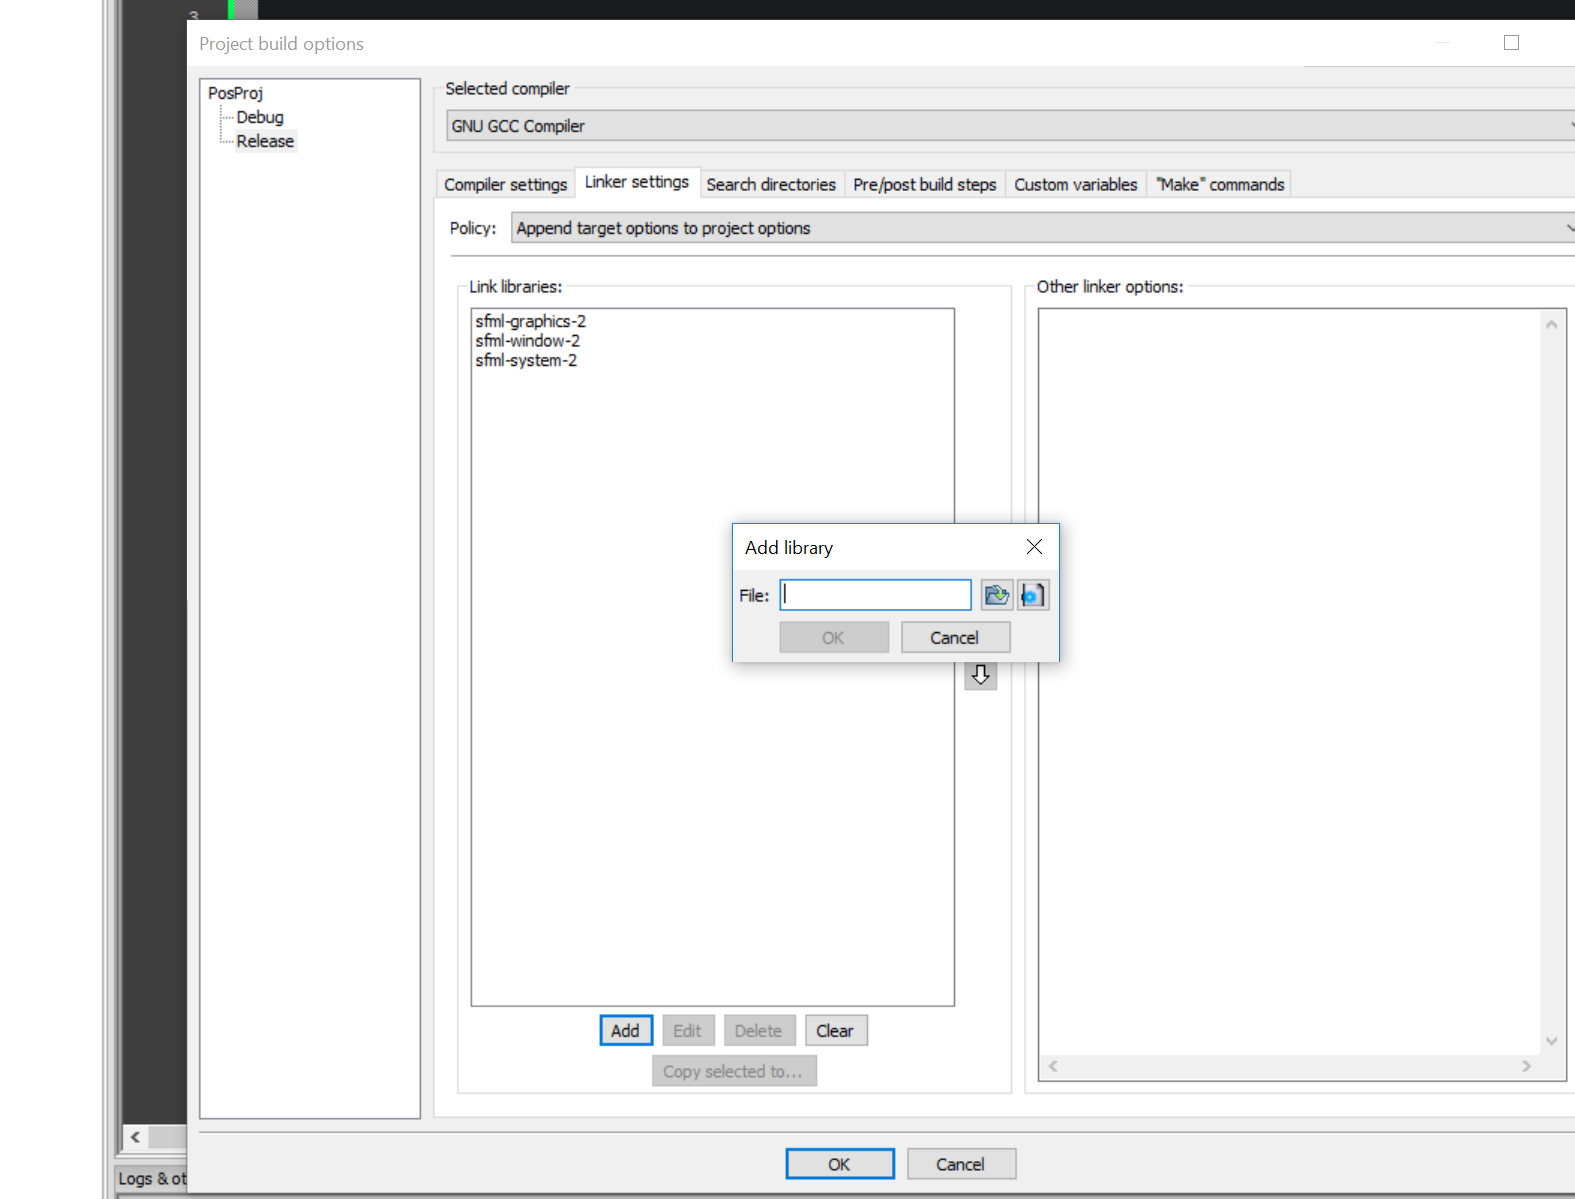 3
Project build options
PosProj
Debug
Release
Selected compiler
GNU GCC Compiler
Compiler settings
Linker settings
Search directories
Pre/post build steps
Custom variables
"Make" commands
Policy:
Append target options to project options
Link libraries:
sfml-graphics-2
sfml-window-2
sfml-system-2
Other linker options:
Add library
File:
OK
Cancel
Add
Edit
Delete
Clear
Copy selected to...
OK
Cancel
Logs & ot